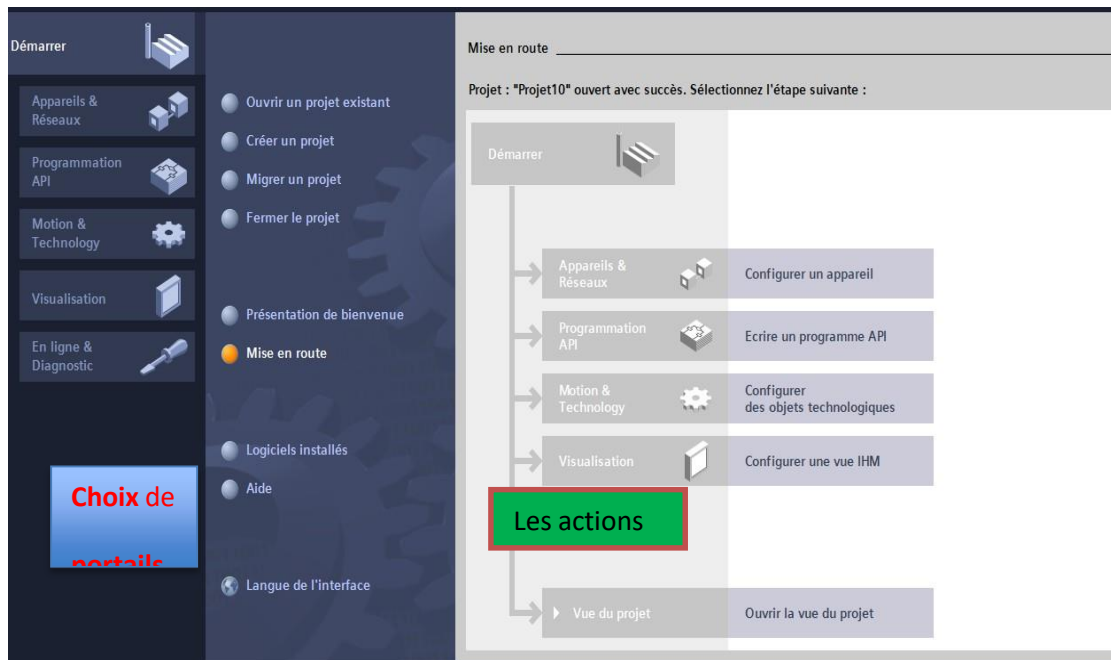 Démarrer
Appareils &
Réseaux
Programmation
API
Motion &
Technology
Visualisation
En ligne &
Diagnostic
Choix de
portails
Ouvrir un projet existant
Créer un projet
Migrer un projet
Fermer le projet
Présentation de bienvenue
Mise en route
Logiciels installés
Aide
Langue de l'interface
Mise en route
Projet : "Projet10" ouvert avec succès. Sélectionnez l'étape suivante :
Démarrer
Appareils &
Réseaux
Configurer un appareil
Programmation
API
Ecrire un programme API
Motion &
Technology
Configurer
des objets technologiques
Visualisation
Configurer une vue IHM
Les actions
Vue du projet
Ouvrir la vue du projet